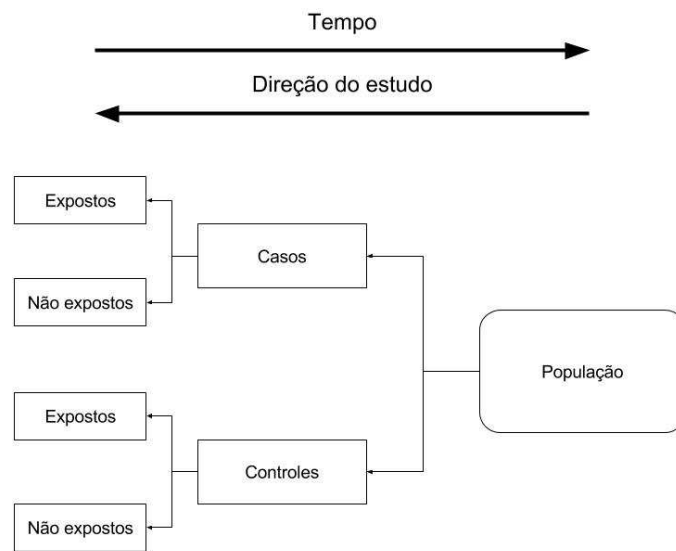 Tempo
Direção do estudo
Expostos
Casos
Não expostos
População
Expostos
Controles
Não expostos